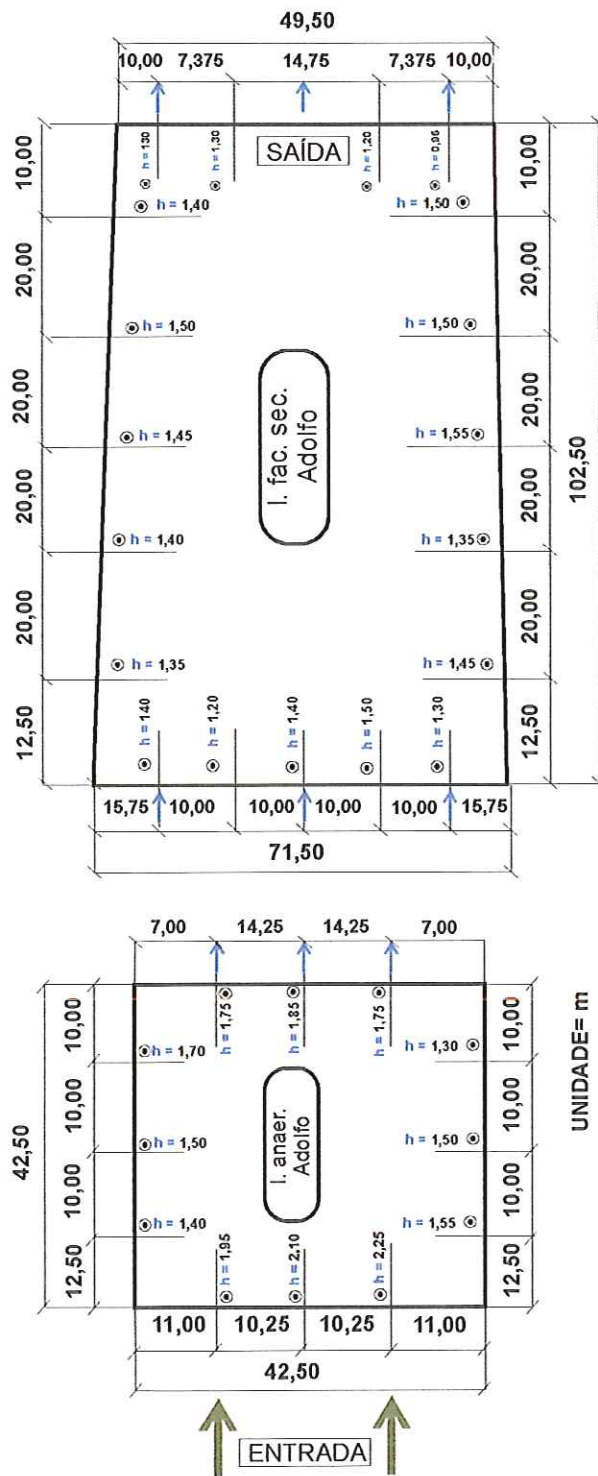 49,50
10,00 7,375 14,75 7,375 10,00
SAÍDA
h = 130
h = 1,30
h = 1,20
h = 0,96
10,00
h = 1,40
h = 1,50
10,00
20,00
h = 1,50
h = 1,50
20,00
20,00
h = 1,45
h = 1,55
20,00
l. fac. sec.
Adolfo
102,50
20,00
h = 1,40
h = 1,35
20,00
20,00
h = 1,35
h = 1,45
20,00
12,50
h = 140
h = 1,20
h = 1,40
h = 1,50
h = 1,30
12,50
15,75 10,00 10,00 10,00 10,00 15,75
71,50
7,00 14,25 14,25 7,00
42,50
10,00
h = 1,75
h = 1,85
h = 1,75
10,00
h = 1,70
h = 1,30
UNIDADE= m
10,00
l. anaer.
Adolfo
10,00
h = 1,50
h = 1,50
10,00
h = 1,40
h = 1,55
10,00
12,50
h = 1,95
h = 2,10
h = 2,25
12,50
11,00 10,25 10,25 11,00
42,50
ENTRADA